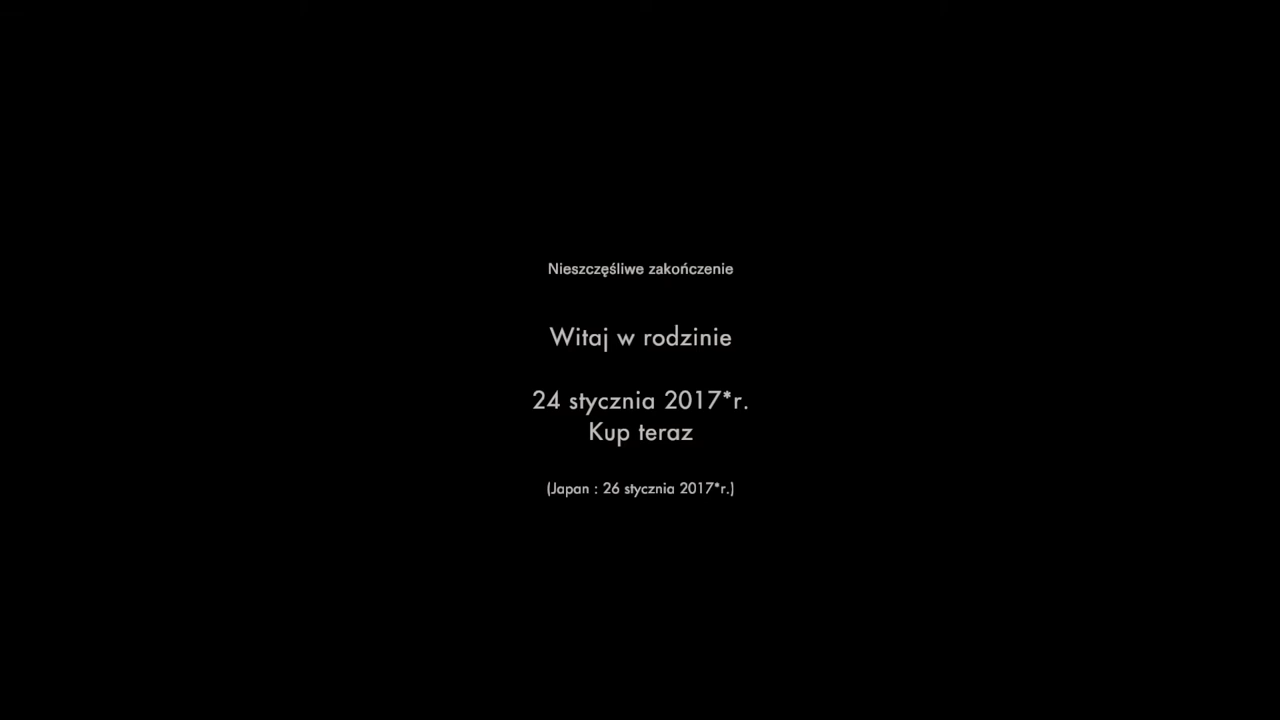 Nieszczęśliwe zakończenie
Witaj w rodzinie
24 stycznia 2017*r.
Kup teraz
(Japan : 26 stycznia 2017*r.)